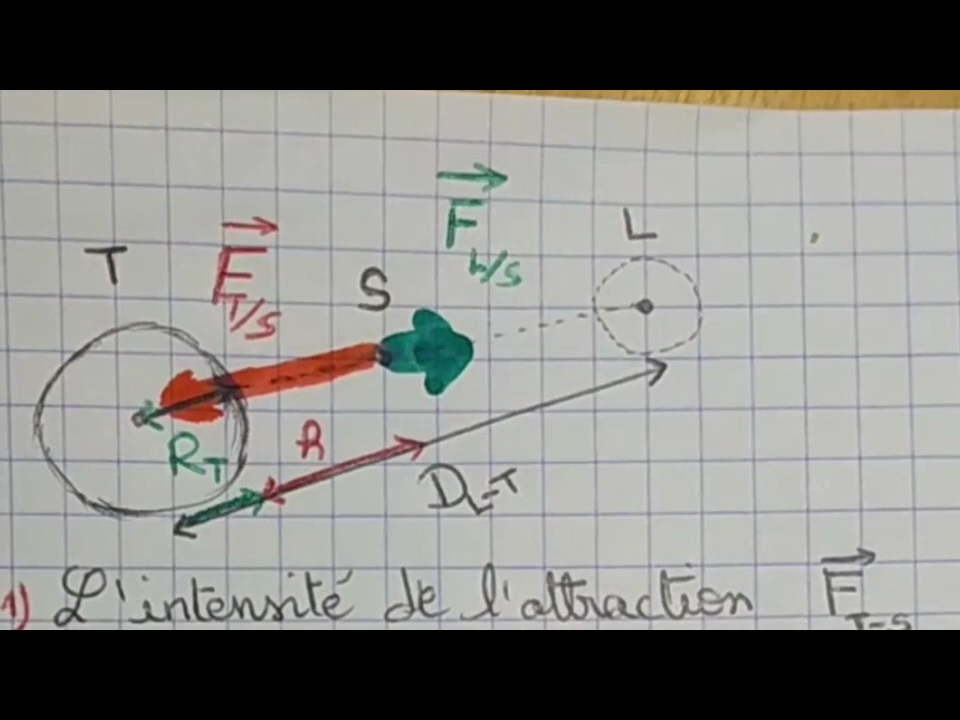 T
F T/S
S
F L/S
L
R_T
h
D_L-T
1) L'intensité de l'attraction F T-S